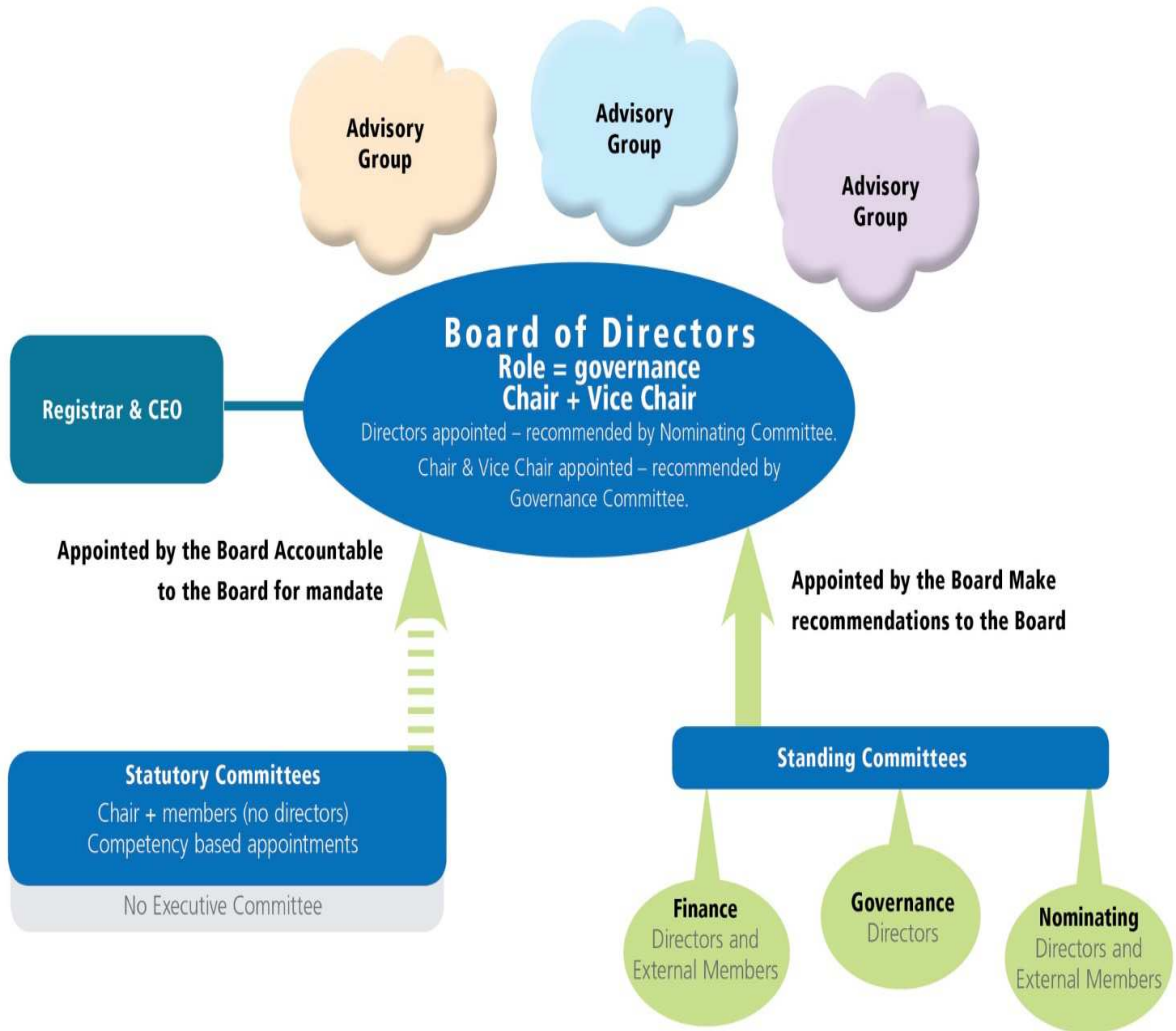 Advisory
Group
Advisory
Group
Advisory
Group
Board of Directors
Role = governance
Chair + Vice Chair
Directors appointed – recommended by Nominating Committee.
Chair & Vice Chair appointed – recommended by
Governance Committee.
Registrar & CEO
Appointed by the Board Accountable
to the Board for mandate
Appointed by the Board Make
recommendations to the Board
Statutory Committees
Chair + members (no directors)
Competency based appointments
No Executive Committee
Standing Committees
Finance
Directors and
External Members
Governance
Directors
Nominating
Directors and
External Members